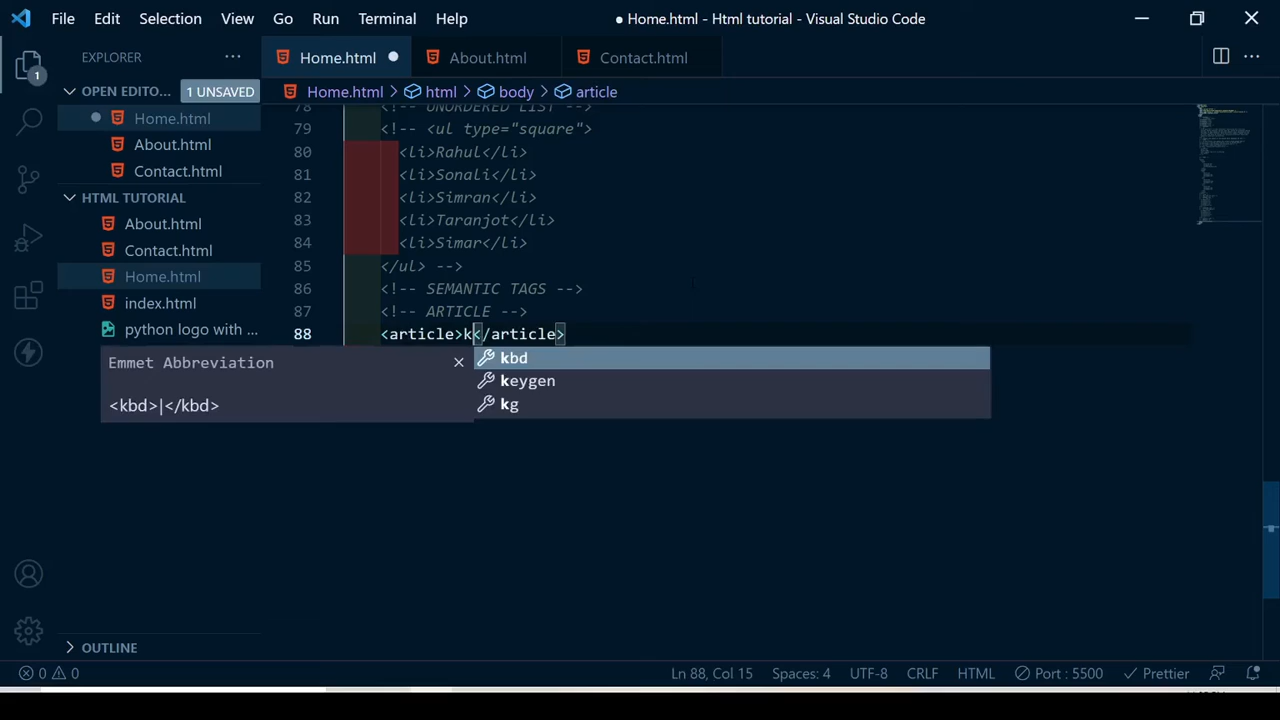 File Edit Selection View Go Run Terminal Help
● Home.html - Html tutorial - Visual Studio Code
EXPLORER ···
Home.html ●
About.html
Contact.html
OPEN EDITO... 1 UNSAVED
Home.html > html > body > article
● Home.html
About.html
Contact.html
HTML TUTORIAL
About.html
Contact.html
Home.html
index.html
python logo with ...
1
78 <!-- UNORDERED LIST -->
79 <!-- <ul type="square">
80 <li>Rahul</li>
81 <li>Sonali</li>
82 <li>Simran</li>
83 <li>Taranjot</li>
84 <li>Simar</li>
85 </ul> -->
86 <!-- SEMANTIC TAGS -->
87 <!-- ARTICLE -->
88 <article>k</article>
Emmet Abbreviation
<kbd>|</kbd>
kbd
keygen
kg
OUTLINE
0 0 Ln 88, Col 15 Spaces: 4 UTF-8 CRLF HTML Port : 5500 Prettier